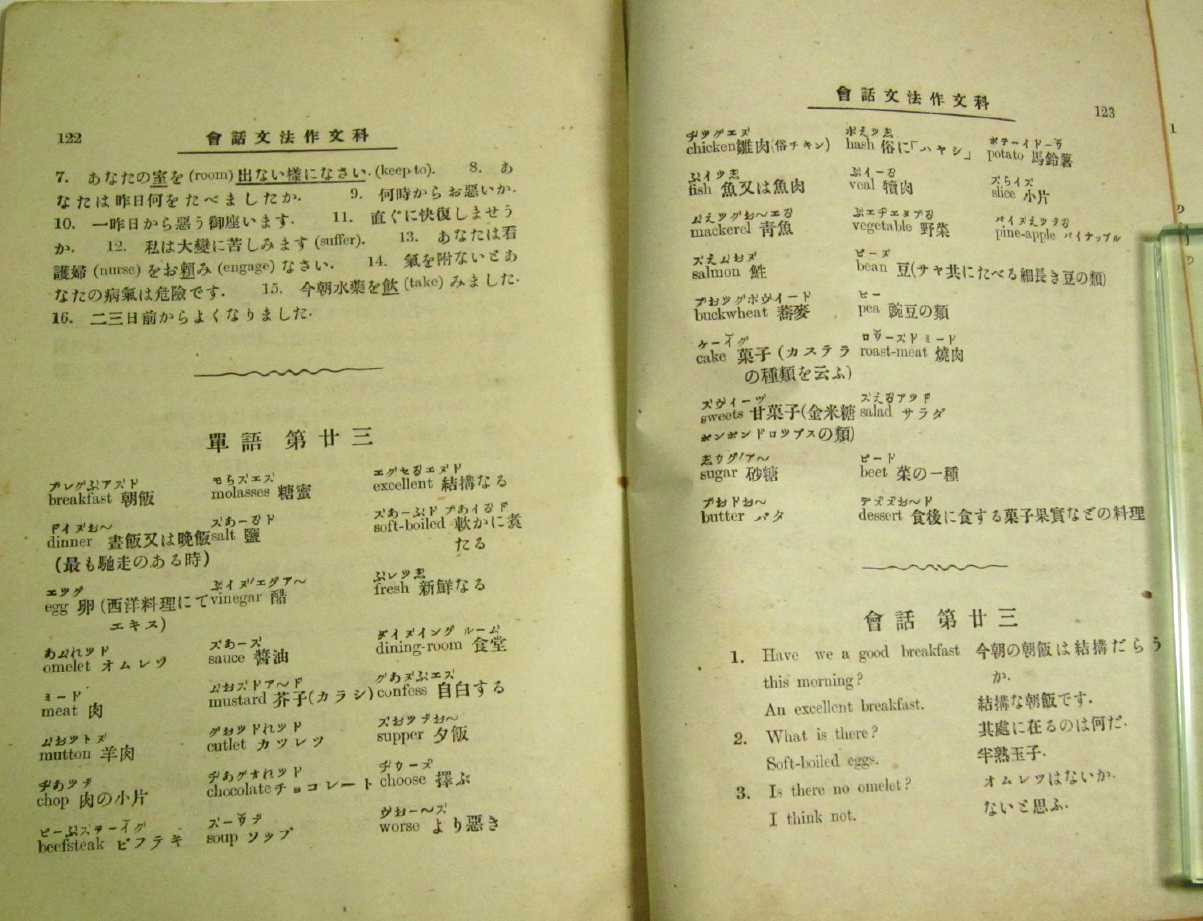 122 會話文法作文科
7. あなたの室を (room) 出ない樣になさい. (keep to). 8. あ
なたは昨日何をたべましたか. 9. 何時からお惡いか.
10. 一昨日から惡う御座います. 11. 直ぐに快復しませう
か. 12. 私は大變に苦しみます (suffer). 13. あなたは看
護婦 (nurse) をお頼み (engage) なさい. 14. 氣を附ないとあ
なたの病氣は危險です. 15. 今朝水藥を飮 (take) みました.
16. 二三日前からよくなりました.
單語 第廿三
breakfast 朝飯
dinner 晝飯又は晩飯
(最も馳走のある時)
egg 卵 (西洋料理にて
エキス)
omelet オムレツ
meat 肉
mutton 羊肉
chop 肉の小片
beefsteak ビフテキ
molasses 糖蜜
salt 鹽
vinegar 酷
sauce 醬油
mustard 芥子(カラシ)
cutlet カツレツ
chocolate チョコレート
soup ソップ
excellent 結搆なる
soft-boiled 軟かに煮
たる
fresh 新鮮なる
ダイヌイング ルーム
dining-room 食堂
confess 自白する
supper 夕飯
choose 擇ぶ
worse より惡き
會話文法作文科 123
chicken 雛肉(俗チキン)
fish 魚又は魚肉
mackerel 靑魚
salmon 鮭
buckwheat 蕎麥
ケーイグ
cake 菓子 (カステラ
の種類を云ふ)
sweets 甘菓子(金米糖
ボンボンドロップスの類)
sugar 砂糖
butter バタ
hash 俗に「ハヤシ」
veal 犢肉
vegetable 野菜
ビーヌ
bean 豆(サヤ共にたべる細長き豆の類)
ピー
pea 豌豆の類
roast-meat 燒肉
salad サラダ
ビード
beet 菜の一種
dessert 食後に食する菓子果實などの料理
potato 馬鈴薯
slice 小片
pine-apple パイナップル
會話 第廿三
1. Have we a good breakfast 今朝の朝飯は結搆だらう
this morning? か.
An excellent breakfast. 結搆な朝飯です.
2. What is there? 其處に在るのは何だ.
Soft-boiled eggs. 半熟玉子.
3. Is there no omelet? オムレツはないか.
I think not. ないと思ふ.